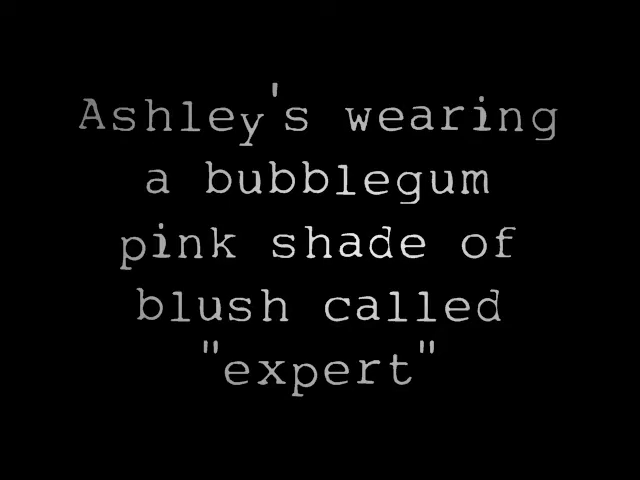 Ashley's wearing
a bubblegum
pink shade of
blush called
"expert"